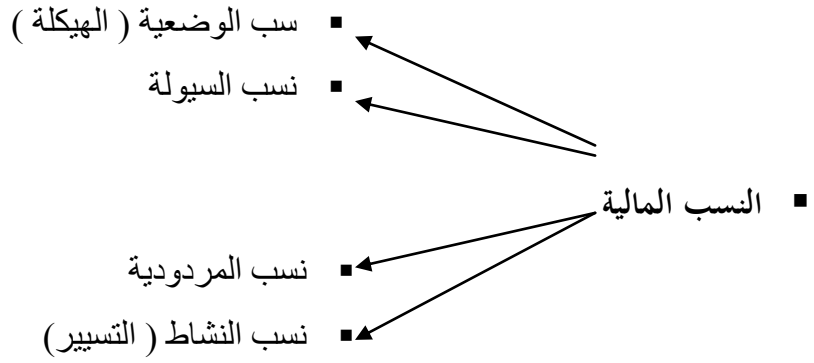 ▪ سب الوضعية ( الهيكلة )
▪ نسب السيولة
▪ النسب المالية
▪ نسب المردودية
▪ نسب النشاط ( التسيير)